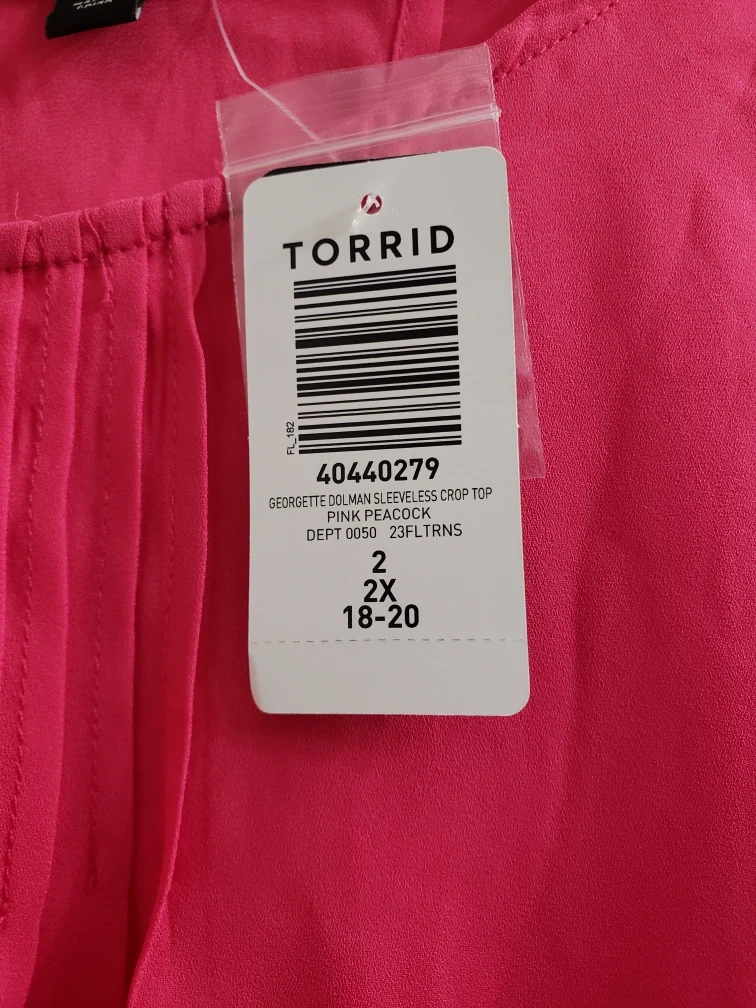 TORRID
FL_182
40440279
GEORGETTE DOLMAN SLEEVELESS CROP TOP
PINK PEACOCK
DEPT 0050 23FLTRNS
2
2X
18-20